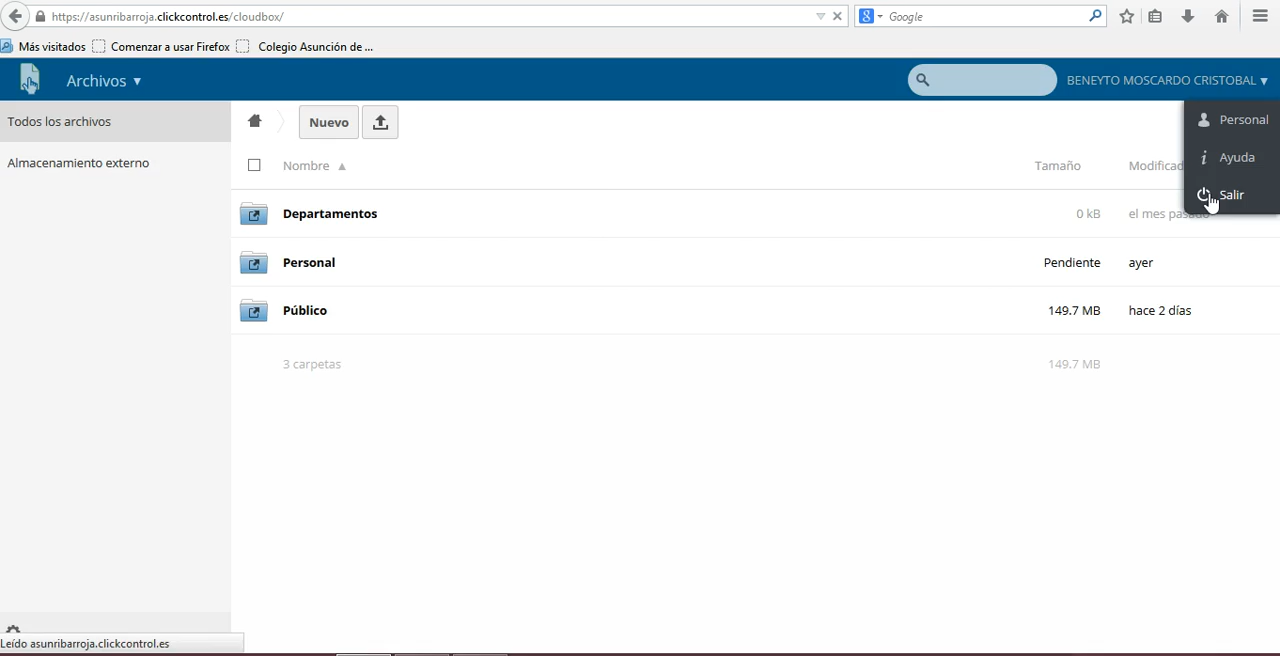 https://asunribarroja.clickcontrol.es/cloudbox/
Google
Más visitados Comenzar a usar Firefox Colegio Asunción de ...
Archivos ▼
BENEYTO MOSCARDO CRISTOBAL ▼
Todos los archivos
Nuevo
Personal
Almacenamiento externo
Nombre ▲ Tamaño Modificad
Ayuda
Salir
Departamentos 0 kB el mes pasado
Personal Pendiente ayer
Público 149.7 MB hace 2 días
3 carpetas 149.7 MB
Leído asunribarroja.clickcontrol.es